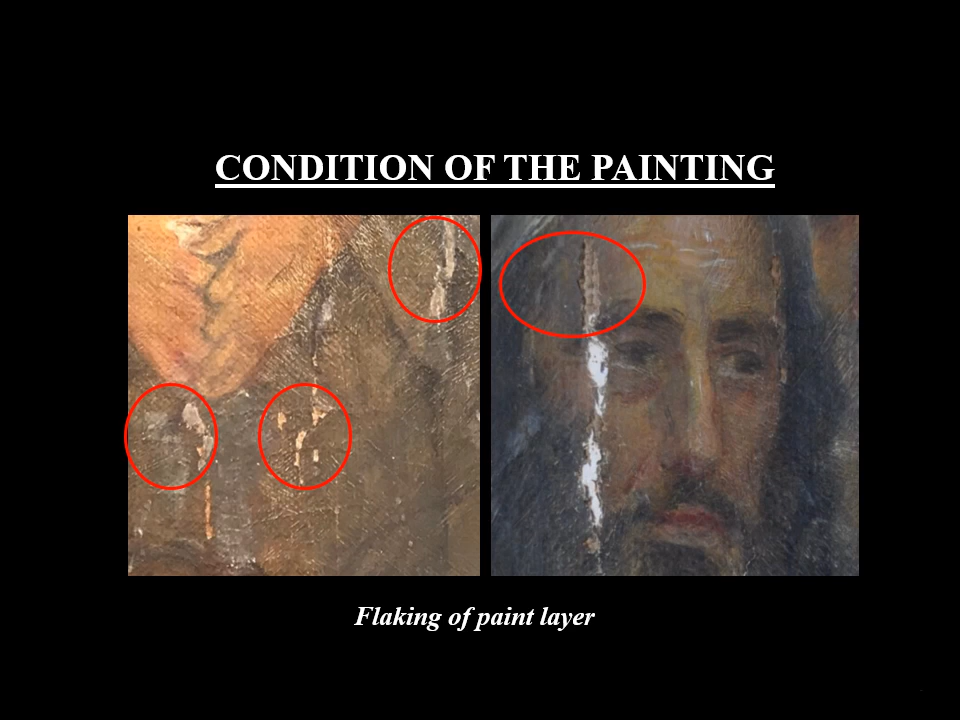 CONDITION OF THE PAINTING
Flaking of paint layer